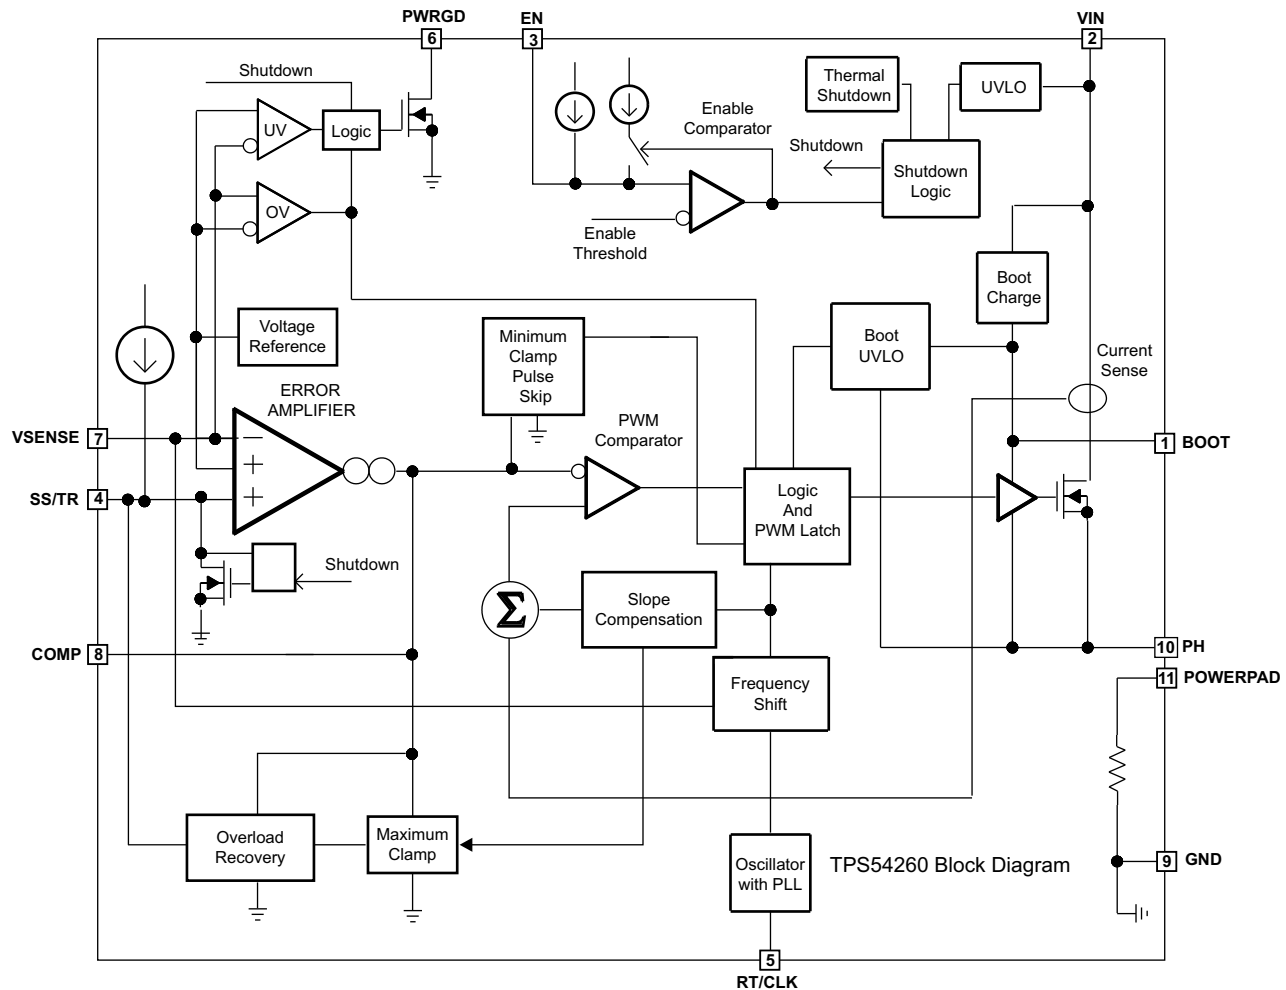 PWRGD
EN
VIN
6
3
2
Shutdown
UV
Logic
OV
Enable
Comparator
Enable
Threshold
Thermal
Shutdown
UVLO
Shutdown
Shutdown
Logic
Boot
Charge
Voltage
Reference
Minimum
Clamp
Pulse
Skip
Boot
UVLO
Current
Sense
ERROR
AMPLIFIER
PWM
Comparator
VSENSE
7
1
BOOT
SS/TR
4
Logic
And
PWM Latch
Shutdown
Σ
Slope
Compensation
COMP
8
10
PH
11
POWERPAD
Frequency
Shift
Overload
Recovery
Maximum
Clamp
Oscillator
with PLL
TPS54260 Block Diagram
9
GND
5
RT/CLK